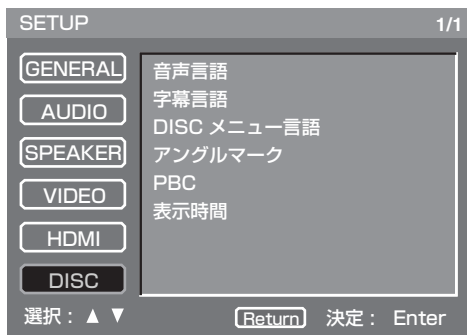 SETUP 1/1
GENERAL
AUDIO
SPEAKER
VIDEO
HDMI
DISC
音声言語
字幕言語
DISC メニュー言語
アングルマーク
PBC
表示時間
選択：▲ ▼ Return 決定： Enter